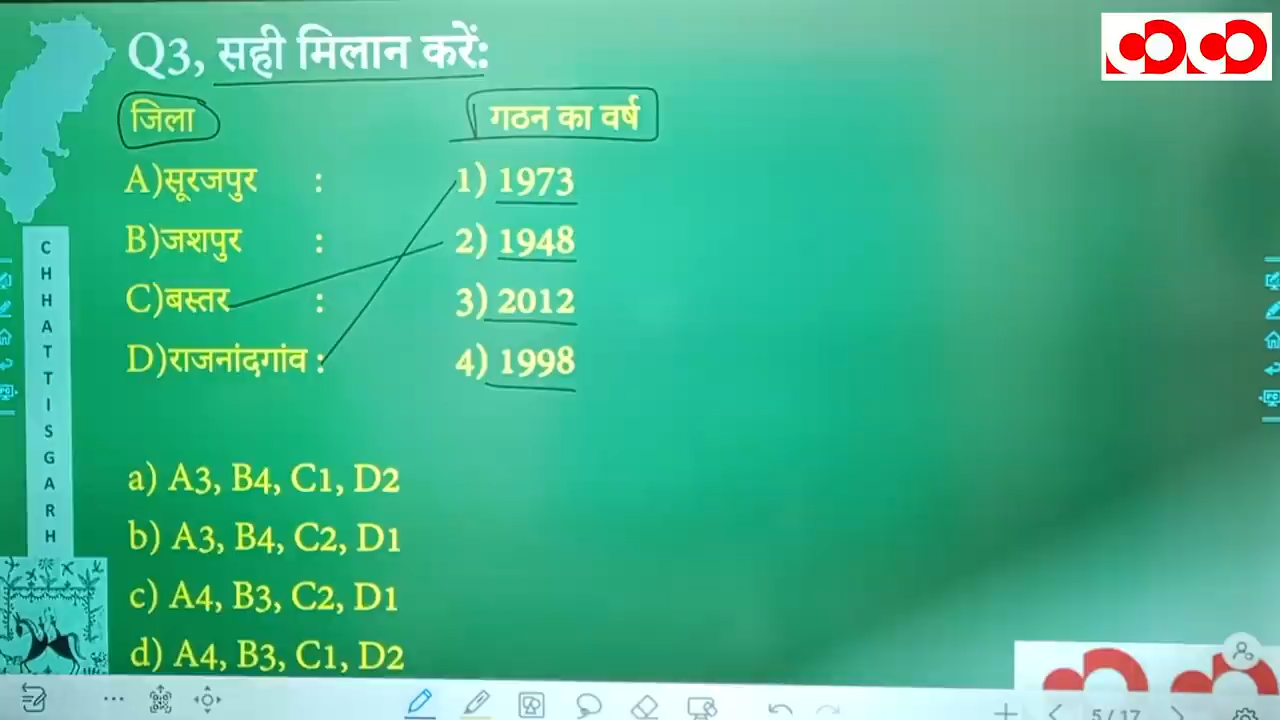 Q3, सही मिलान करें:
जिला गठन का वर्ष
A)सूरजपुर : 1) 1973
B)जशपुर : 2) 1948
C)बस्तर : 3) 2012
D)राजनांदगांव : 4) 1998
a) A3, B4, C1, D2
b) A3, B4, C2, D1
c) A4, B3, C2, D1
d) A4, B3, C1, D2
CHHATTISGARH
5/17